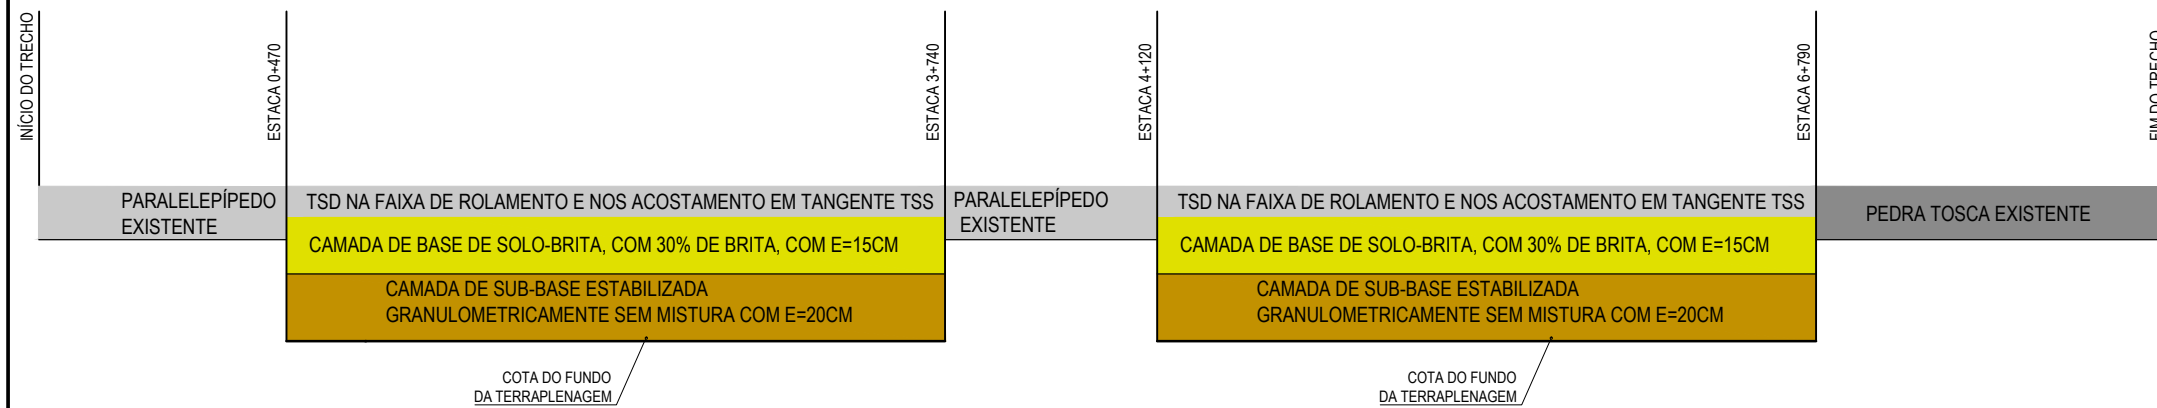 INÍCIO DO TRECHO
ESTACA 0+470
ESTACA 3+740
ESTACA 4+120
ESTACA 6+790
FIM DO TRECHO
PARALELEPÍPEDO
EXISTENTE
TSD NA FAIXA DE ROLAMENTO E NOS ACOSTAMENTO EM TANGENTE TSS
CAMADA DE BASE DE SOLO-BRITA, COM 30% DE BRITA, COM E=15CM
CAMADA DE SUB-BASE ESTABILIZADA
GRANULOMETRICAMENTE SEM MISTURA COM E=20CM
COTA DO FUNDO
DA TERRAPLENAGEM
PARALELEPÍPEDO
EXISTENTE
TSD NA FAIXA DE ROLAMENTO E NOS ACOSTAMENTO EM TANGENTE TSS
CAMADA DE BASE DE SOLO-BRITA, COM 30% DE BRITA, COM E=15CM
CAMADA DE SUB-BASE ESTABILIZADA
GRANULOMETRICAMENTE SEM MISTURA COM E=20CM
COTA DO FUNDO
DA TERRAPLENAGEM
PEDRA TOSCA EXISTENTE